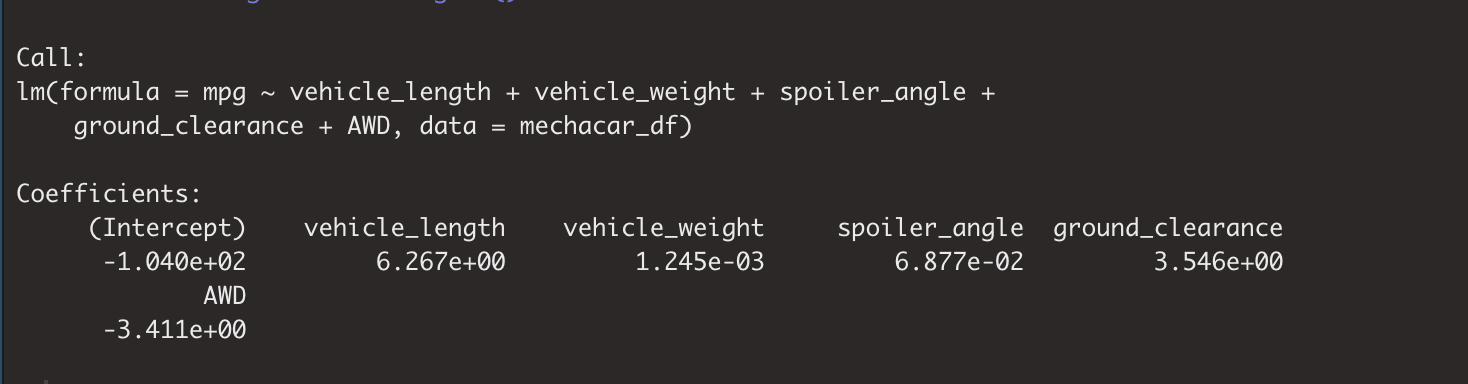 Call:
lm(formula = mpg ~ vehicle_length + vehicle_weight + spoiler_angle +
    ground_clearance + AWD, data = mechacar_df)
Coefficients:
     (Intercept)    vehicle_length    vehicle_weight     spoiler_angle  ground_clearance
      -1.040e+02         6.267e+00         1.245e-03         6.877e-02         3.546e+00
             AWD
      -3.411e+00